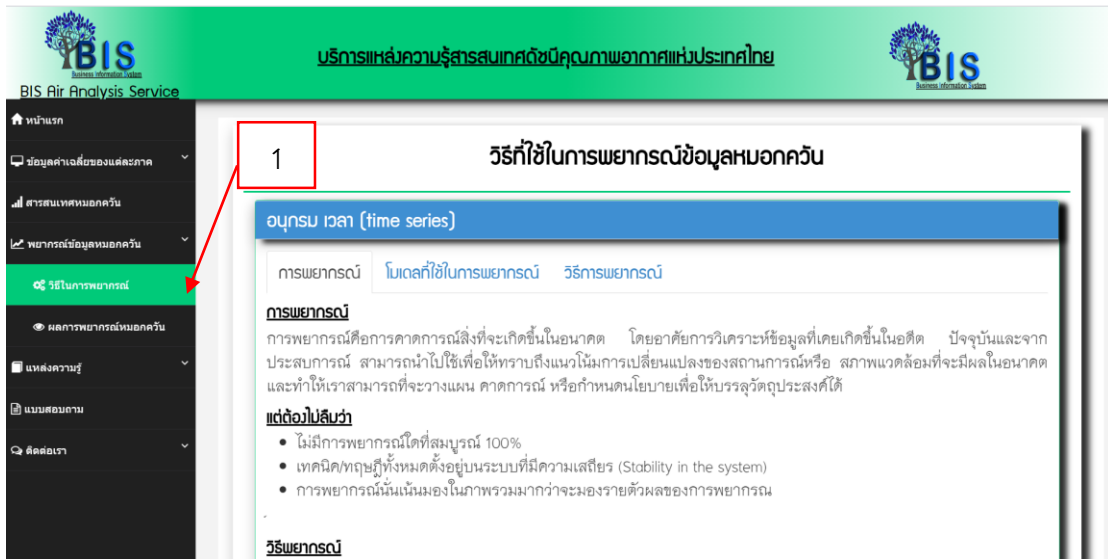 BIS
Business Information System
BIS Air Analysis Service
บริการแหล่งความรู้สารสนเทศดัชนีคุณภาพอากาศแห่งประเทศไทย
BIS
Business Information System
หน้าแรก
ข้อมูลค่าเฉลี่ยของแต่ละภาค
สารสนเทศหมอกควัน
พยากรณ์ข้อมูลหมอกควัน
วิธีในการพยากรณ์
ผลการพยากรณ์หมอกควัน
แหล่งความรู้
แบบสอบถาม
ติดต่อเรา
1
วิธีที่ใช้ในการพยากรณ์ข้อมูลหมอกควัน
อนุกรม เวลา (time series)
การพยากรณ์ โมเดลที่ใช้ในการพยากรณ์ วิธีการพยากรณ์
การพยากรณ์
การพยากรณ์คือการคาดการณ์สิ่งที่จะเกิดขึ้นในอนาคต โดยอาศัยการวิเคราะห์ข้อมูลที่เคยเกิดขึ้นในอดีต ปัจจุบันและจาก
ประสบการณ์ สามารถนำไปใช้เพื่อให้ทราบถึงแนวโน้มการเปลี่ยนแปลงของสถานการณ์หรือ สภาพแวดล้อมที่จะมีผลในอนาคต
และทำให้เราสามารถที่จะวางแผน คาดการณ์ หรือกำหนดนโยบายเพื่อให้บรรลุวัตถุประสงค์ได้
แต่ต้องไม่ลืมว่า
• ไม่มีการพยากรณ์ใดที่สมบูรณ์ 100%
• เทคนิค/ทฤษฎีทั้งหมดตั้งอยู่บนระบบที่มีความเสถียร (Stability in the system)
• การพยากรณ์นั่นเน้นมองในภาพรวมมากว่าจะมองรายตัวผลของการพยากรณ
วิธีพยากรณ์